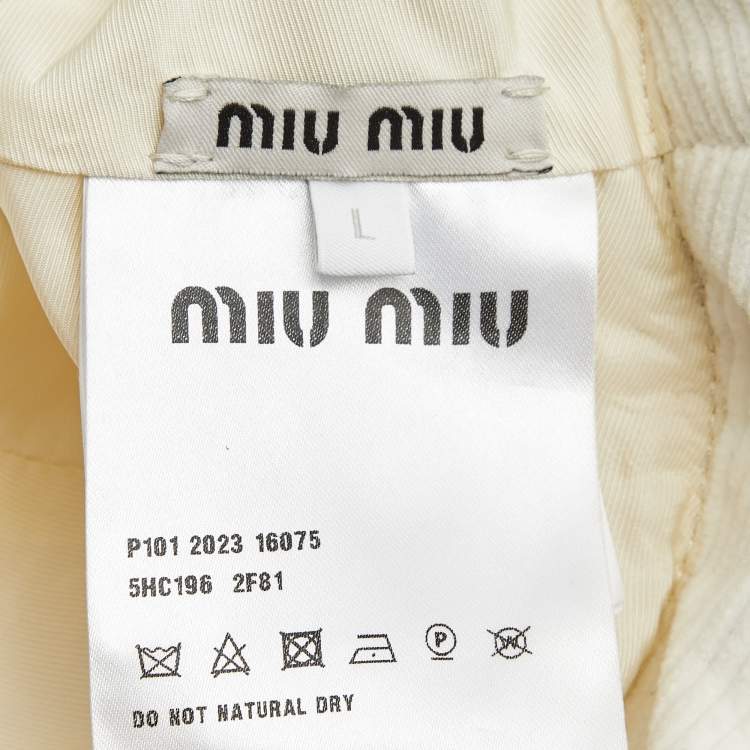 MIU MIU
L
MIU MIU
P101 2023 16075
5HC196 2F81
P W
DO NOT NATURAL DRY